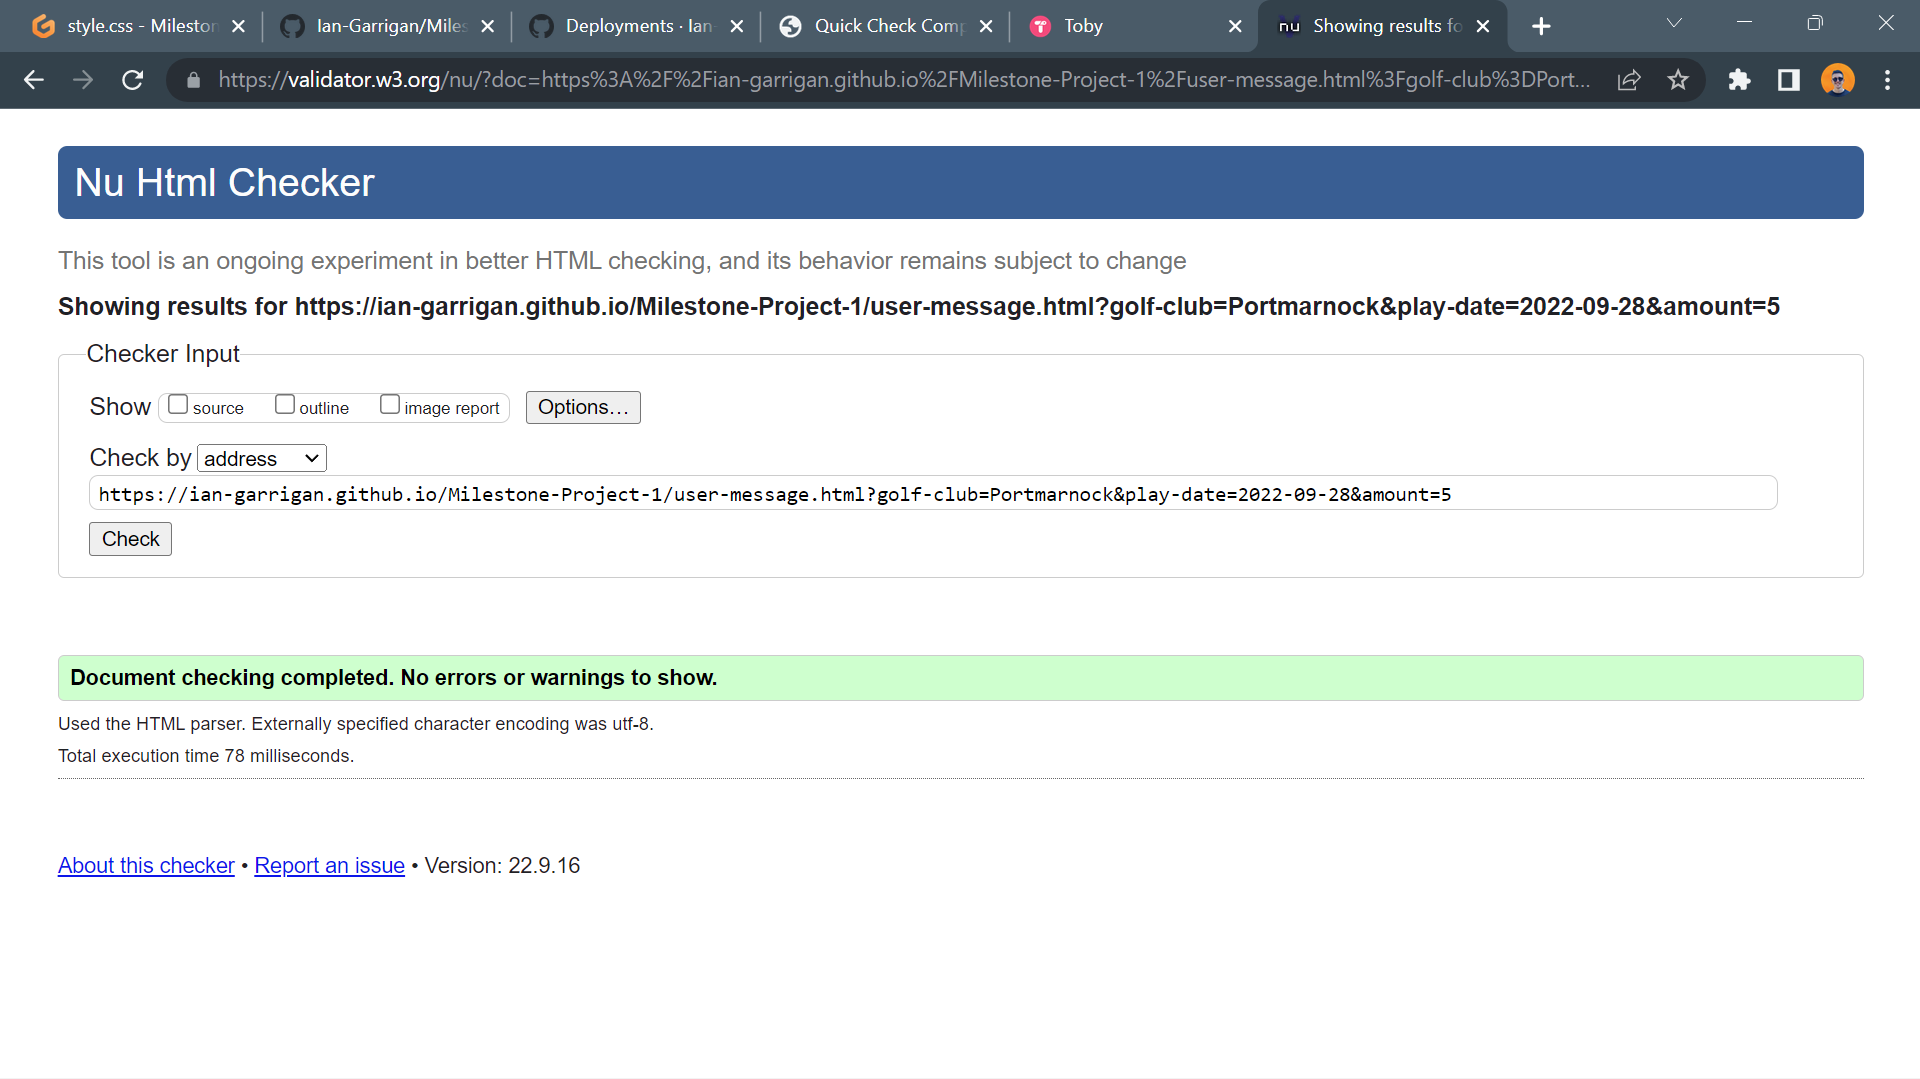 style.css - Mileston
Ian-Garrigan/Miles
Deployments · Ian-
Quick Check Comp
Toby
nu Showing results fo
https://validator.w3.org/nu/?doc=https%3A%2F%2Fian-garrigan.github.io%2FMilestone-Project-1%2Fuser-message.html%3Fgolf-club%3DPort...
Nu Html Checker
This tool is an ongoing experiment in better HTML checking, and its behavior remains subject to change
Showing results for https://ian-garrigan.github.io/Milestone-Project-1/user-message.html?golf-club=Portmarnock&play-date=2022-09-28&amount=5
Checker Input
Show source outline image report Options...
Check by address
https://ian-garrigan.github.io/Milestone-Project-1/user-message.html?golf-club=Portmarnock&play-date=2022-09-28&amount=5
Check
Document checking completed. No errors or warnings to show.
Used the HTML parser. Externally specified character encoding was utf-8.
Total execution time 78 milliseconds.
About this checker • Report an issue • Version: 22.9.16